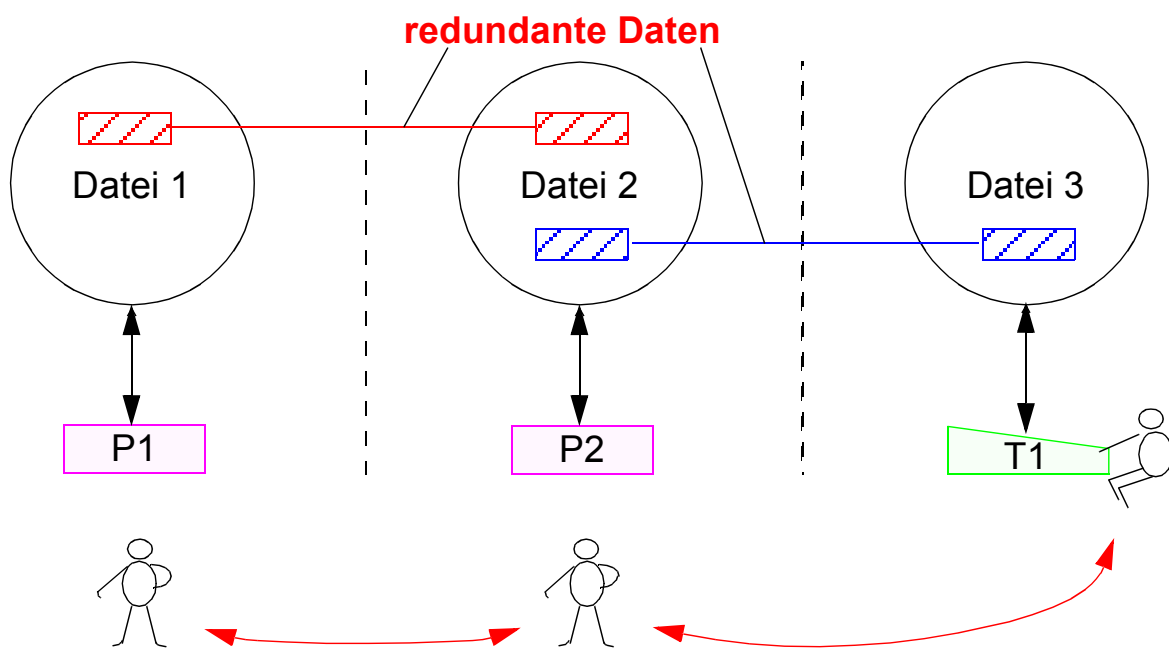 redundante Daten
Datei 1
Datei 2
Datei 3
P1
P2
T1